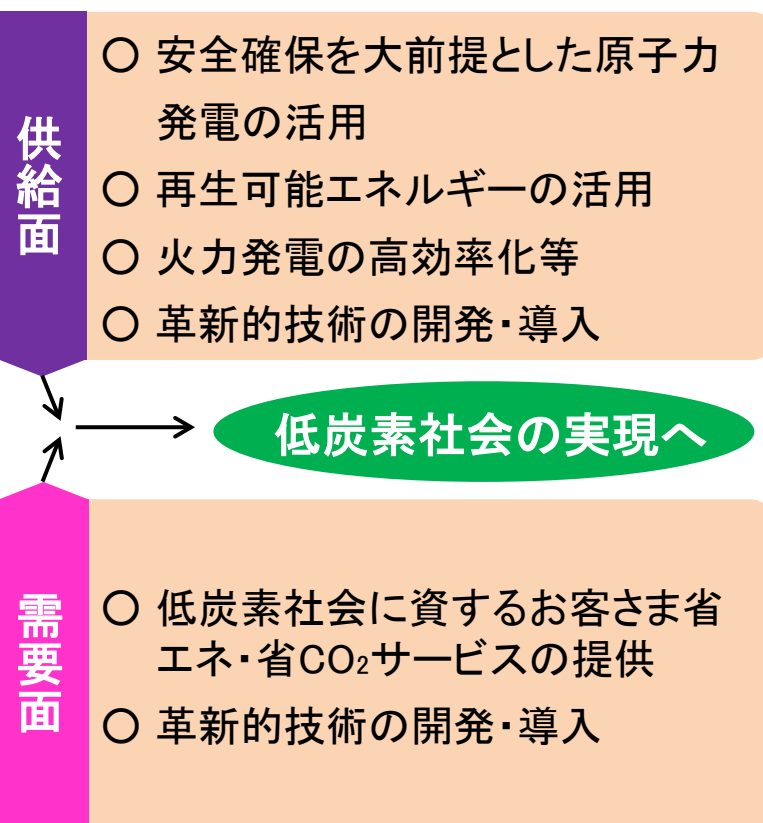 供給面
○ 安全確保を大前提とした原子力
発電の活用
○ 再生可能エネルギーの活用
○ 火力発電の高効率化等
○ 革新的技術の開発・導入
低炭素社会の実現へ
需要面
○ 低炭素社会に資するお客さま省
エネ・省CO₂サービスの提供
○ 革新的技術の開発・導入